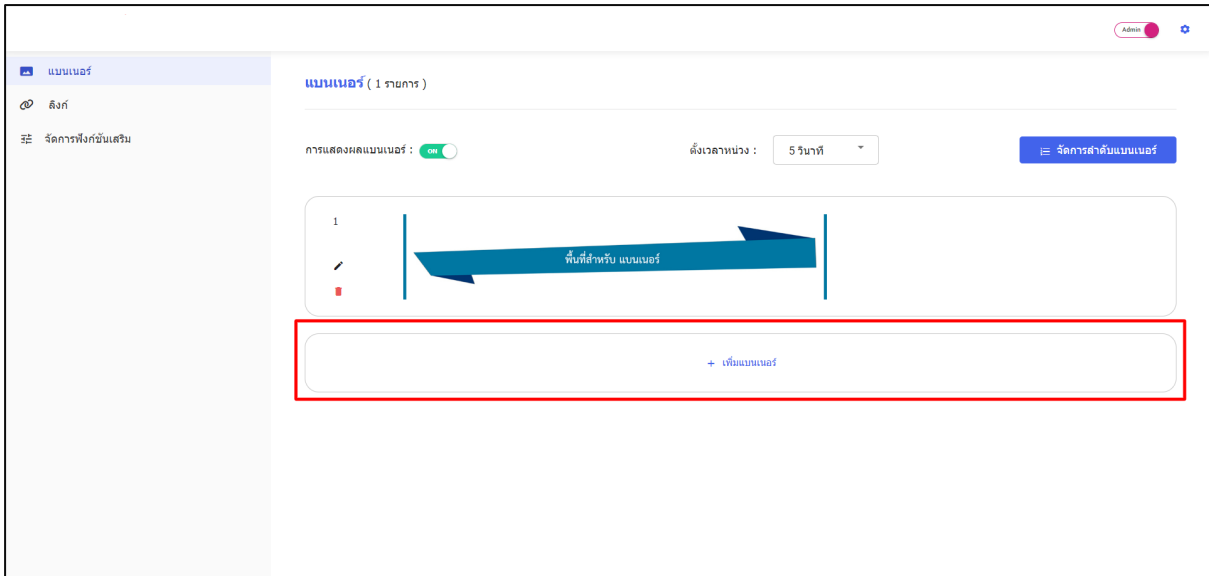 Admin
แบนเนอร์
ลิงก์
จัดการฟังก์ชันเสริม
แบนเนอร์ ( 1 รายการ )
การแสดงผลแบนเนอร์ : ON
ตั้งเวลาหน่วง : 5 วินาที
จัดการลำดับแบนเนอร์
1
พื้นที่สำหรับ แบนเนอร์
+ เพิ่มแบนเนอร์